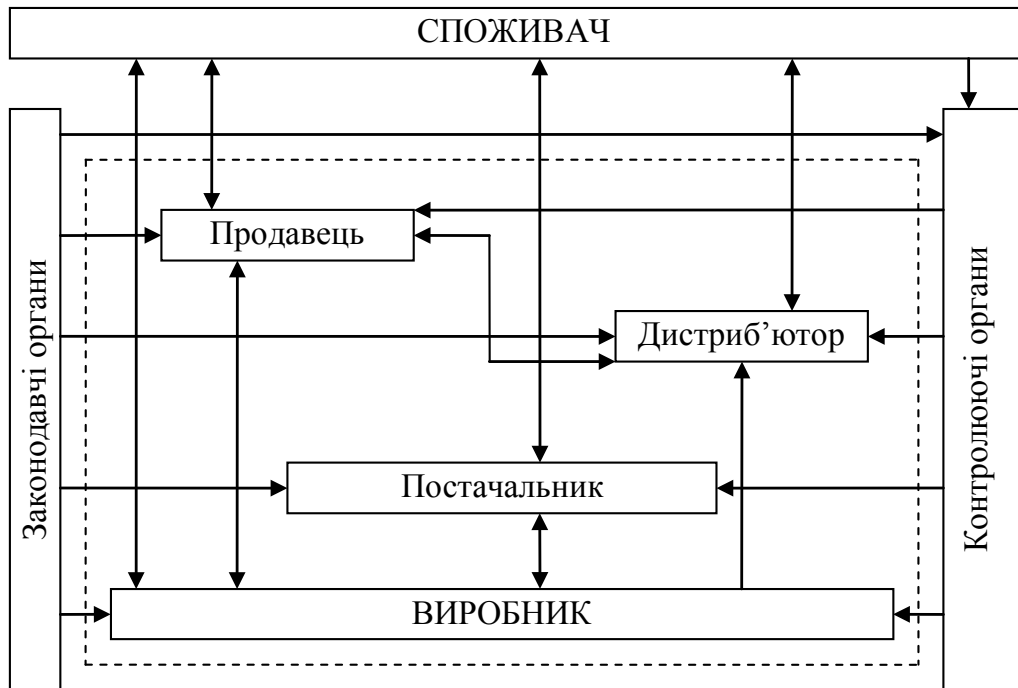 СПОЖИВАЧ
Законодавчі органи
Продавець
Дистриб’ютор
Постачальник
ВИРОБНИК
Контролюючі органи